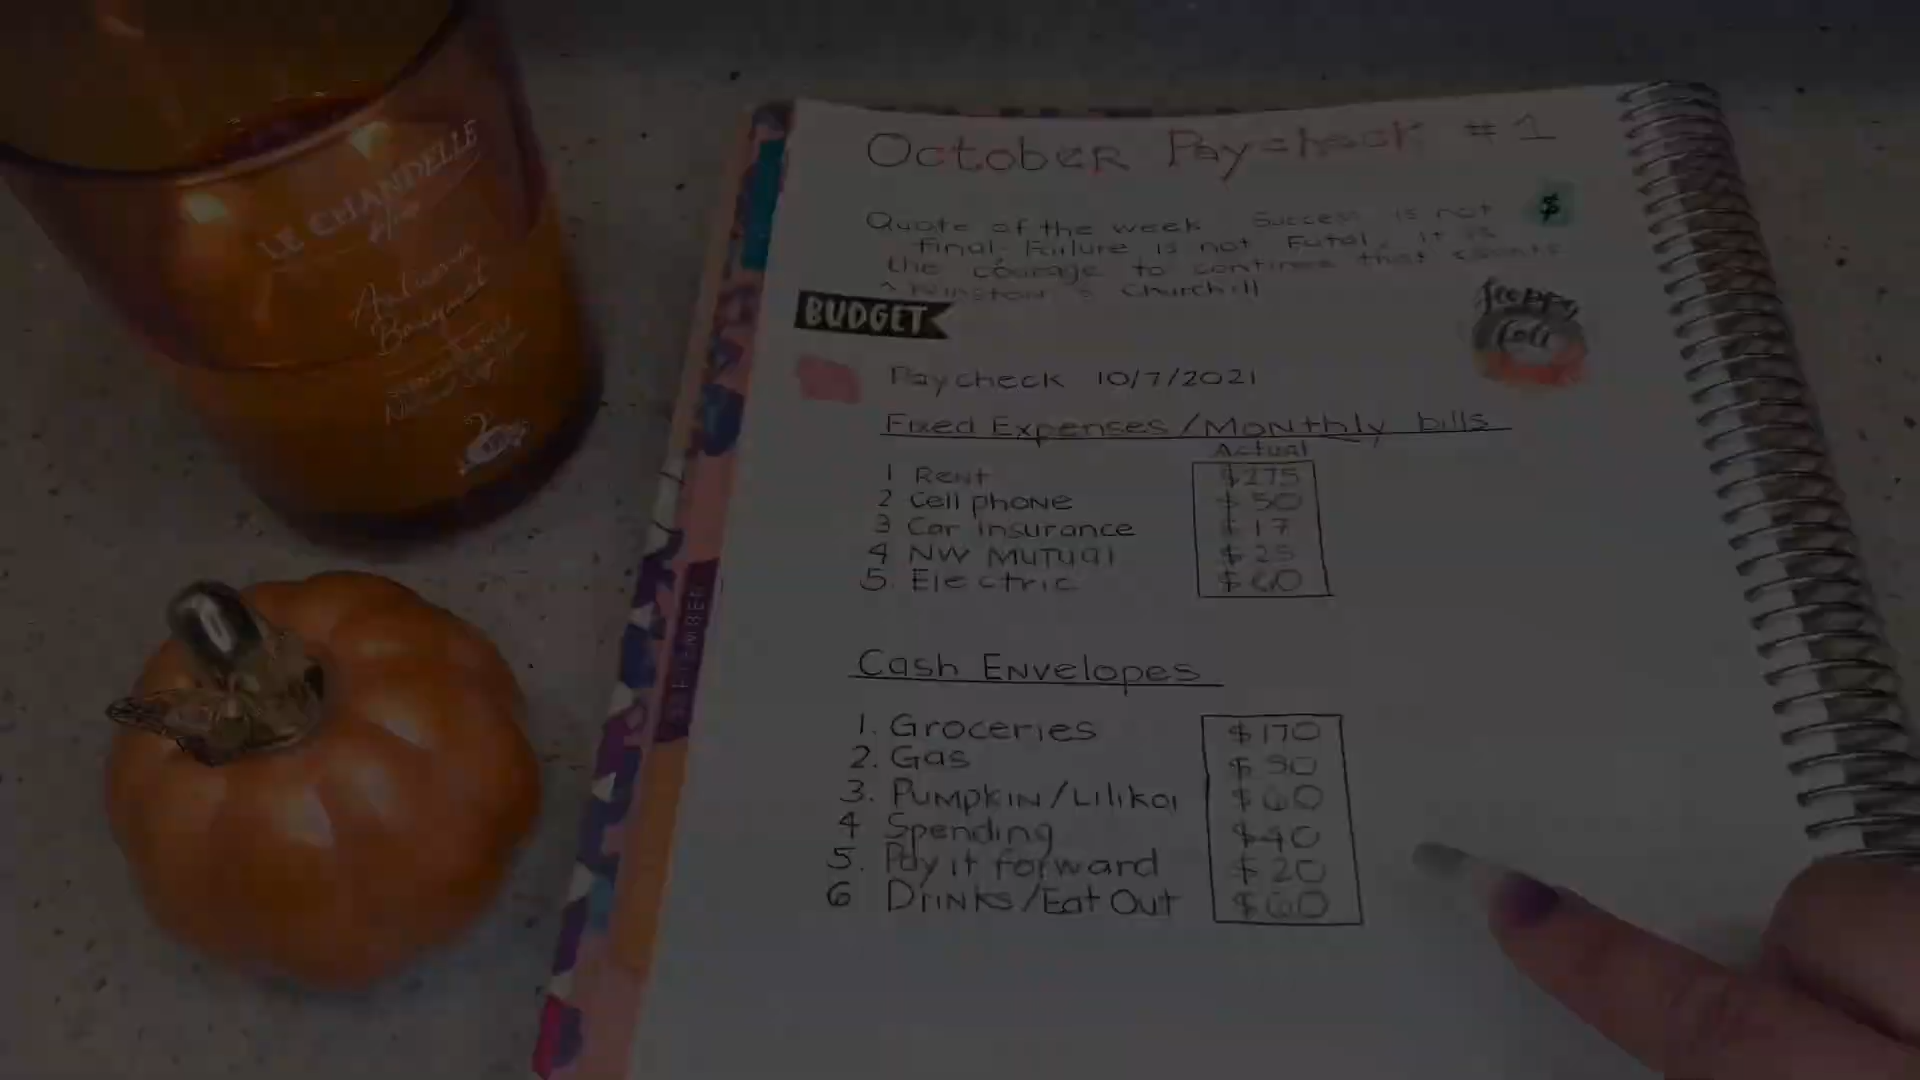 LE CHANDELLE
Autumn
Bouquet
October Paycheck #1
Quote of the week Success is not
final, Failure is not Fatal, it is
the courage to continue that counts
~ Winston S Churchill
$
BUDGET
Paycheck 10/7/2021
Fixed Expenses/Monthly bills
Actual
1 Rent $275
2 Cell phone $50
3 Car Insurance $17
4 NW Mutual $25
5. Electric $60
SEPTEMBER
Cash Envelopes
1. Groceries $170
2. Gas $90
3. Pumpkin/Lilikoi $60
4 Spending $40
5. Pay it forward $20
6 Drinks/Eat Out $60